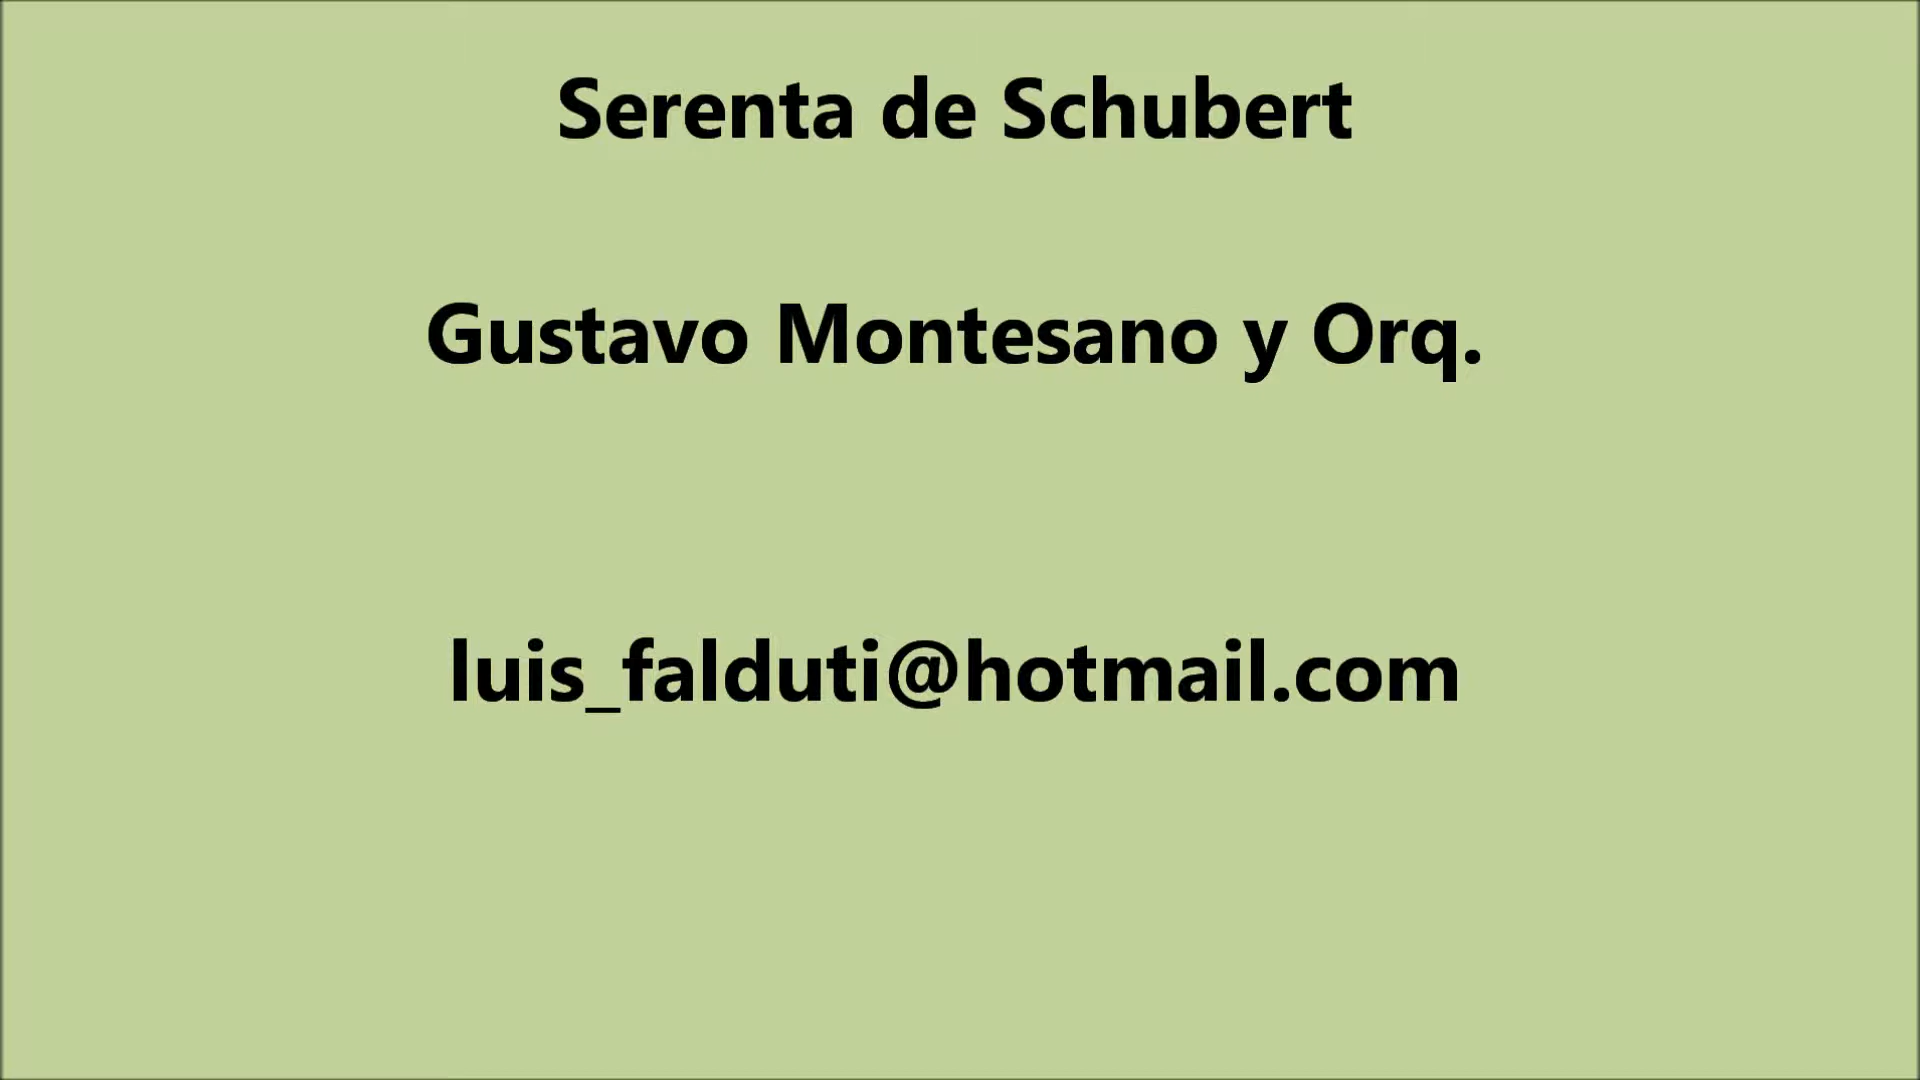 Serenta de Schubert
Gustavo Montesano y Orq.
luis_falduti@hotmail.com